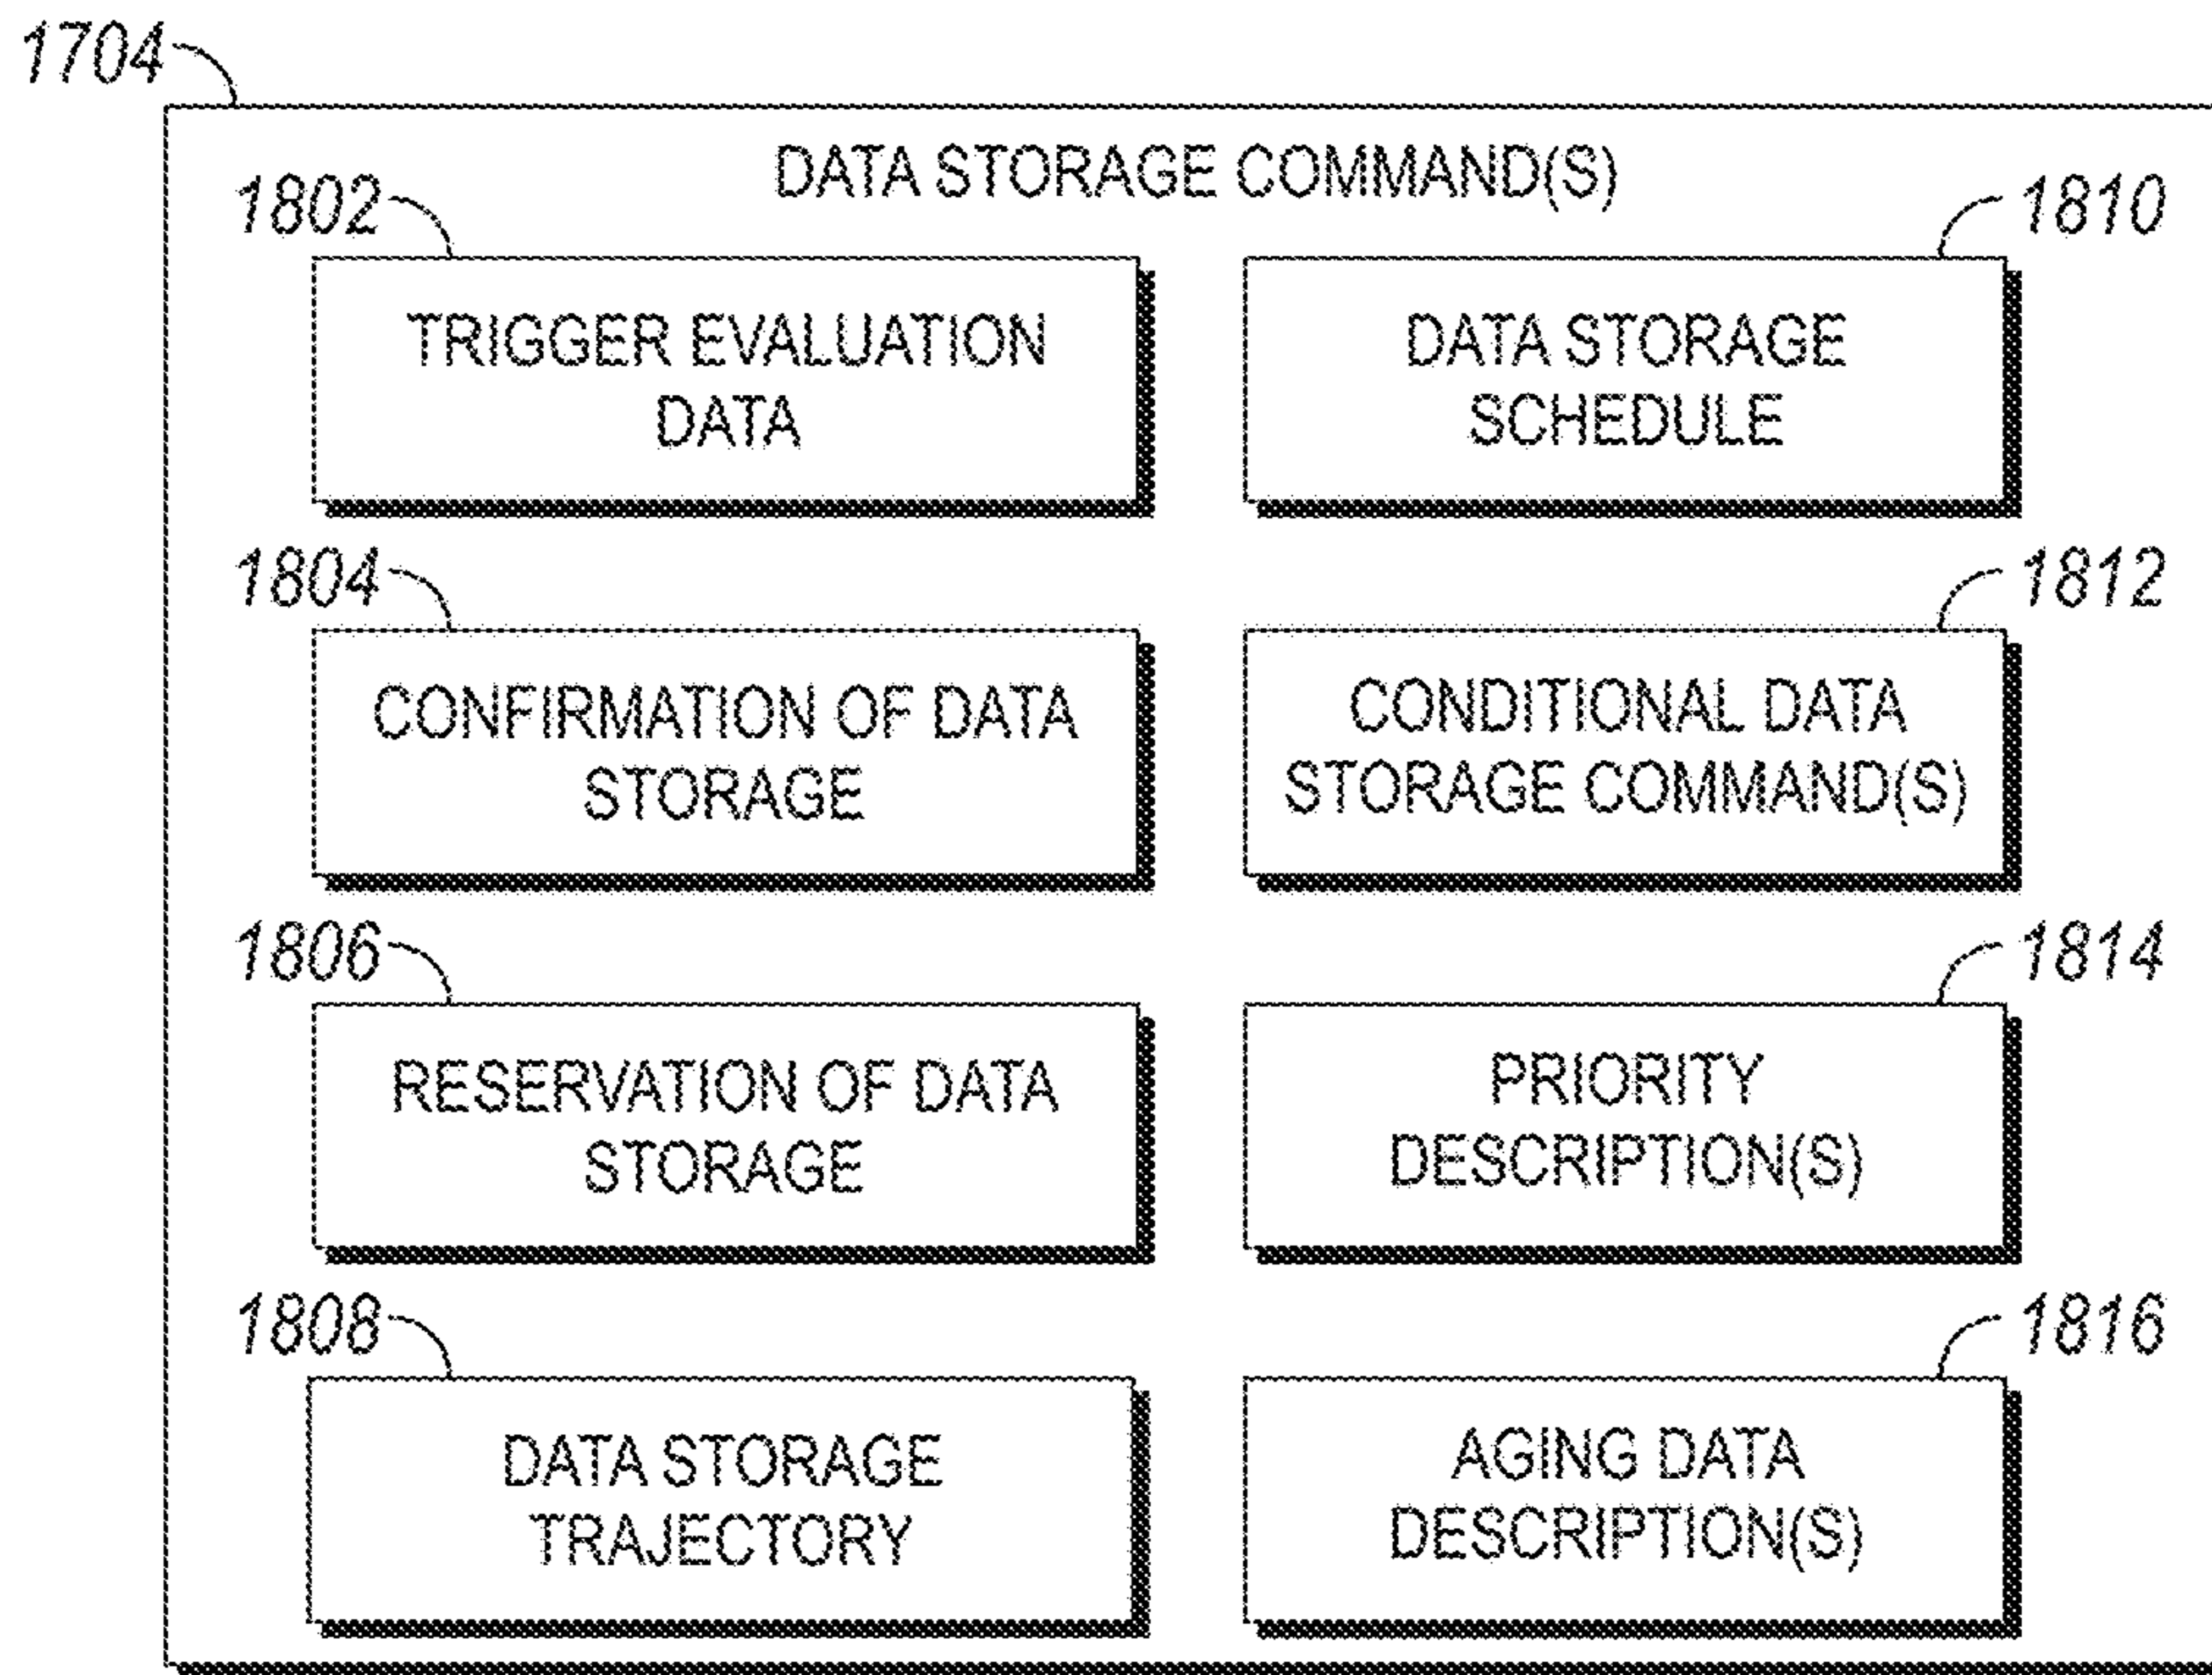 1704
DATA STORAGE COMMAND(S)
1802
TRIGGER EVALUATION
DATA
1810
DATA STORAGE
SCHEDULE
1804
CONFIRMATION OF DATA
STORAGE
1812
CONDITIONAL DATA
STORAGE COMMAND(S)
1806
RESERVATION OF DATA
STORAGE
1814
PRIORITY
DESCRIPTION(S)
1808
DATA STORAGE
TRAJECTORY
1816
AGING DATA
DESCRIPTION(S)